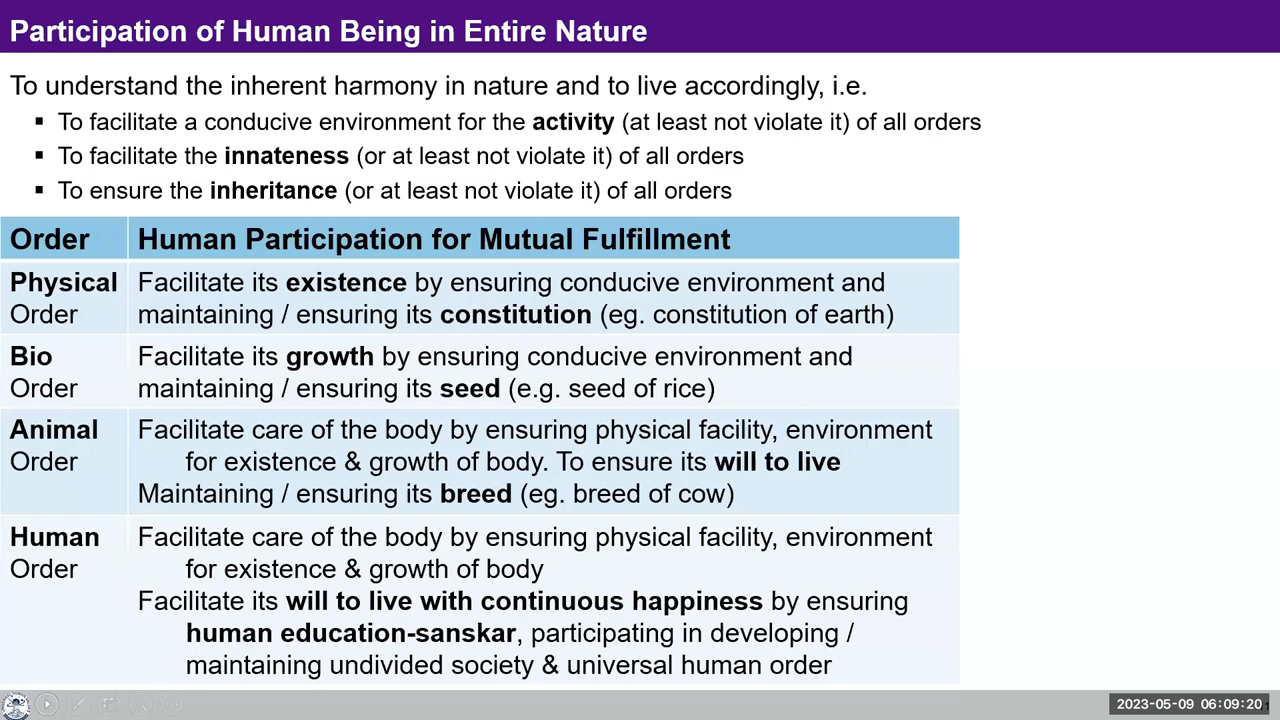 Participation of Human Being in Entire Nature
To understand the inherent harmony in nature and to live accordingly, i.e.
▪ To facilitate a conducive environment for the activity (at least not violate it) of all orders
▪ To facilitate the innateness (or at least not violate it) of all orders
▪ To ensure the inheritance (or at least not violate it) of all orders
Order Human Participation for Mutual Fulfillment
Physical Facilitate its existence by ensuring conducive environment and
Order maintaining / ensuring its constitution (eg. constitution of earth)
Bio Facilitate its growth by ensuring conducive environment and
Order maintaining / ensuring its seed (e.g. seed of rice)
Animal Facilitate care of the body by ensuring physical facility, environment
Order for existence & growth of body. To ensure its will to live
Maintaining / ensuring its breed (eg. breed of cow)
Human Facilitate care of the body by ensuring physical facility, environment
Order for existence & growth of body
Facilitate its will to live with continuous happiness by ensuring
human education-sanskar, participating in developing /
maintaining undivided society & universal human order
2023-05-09 06:09:20